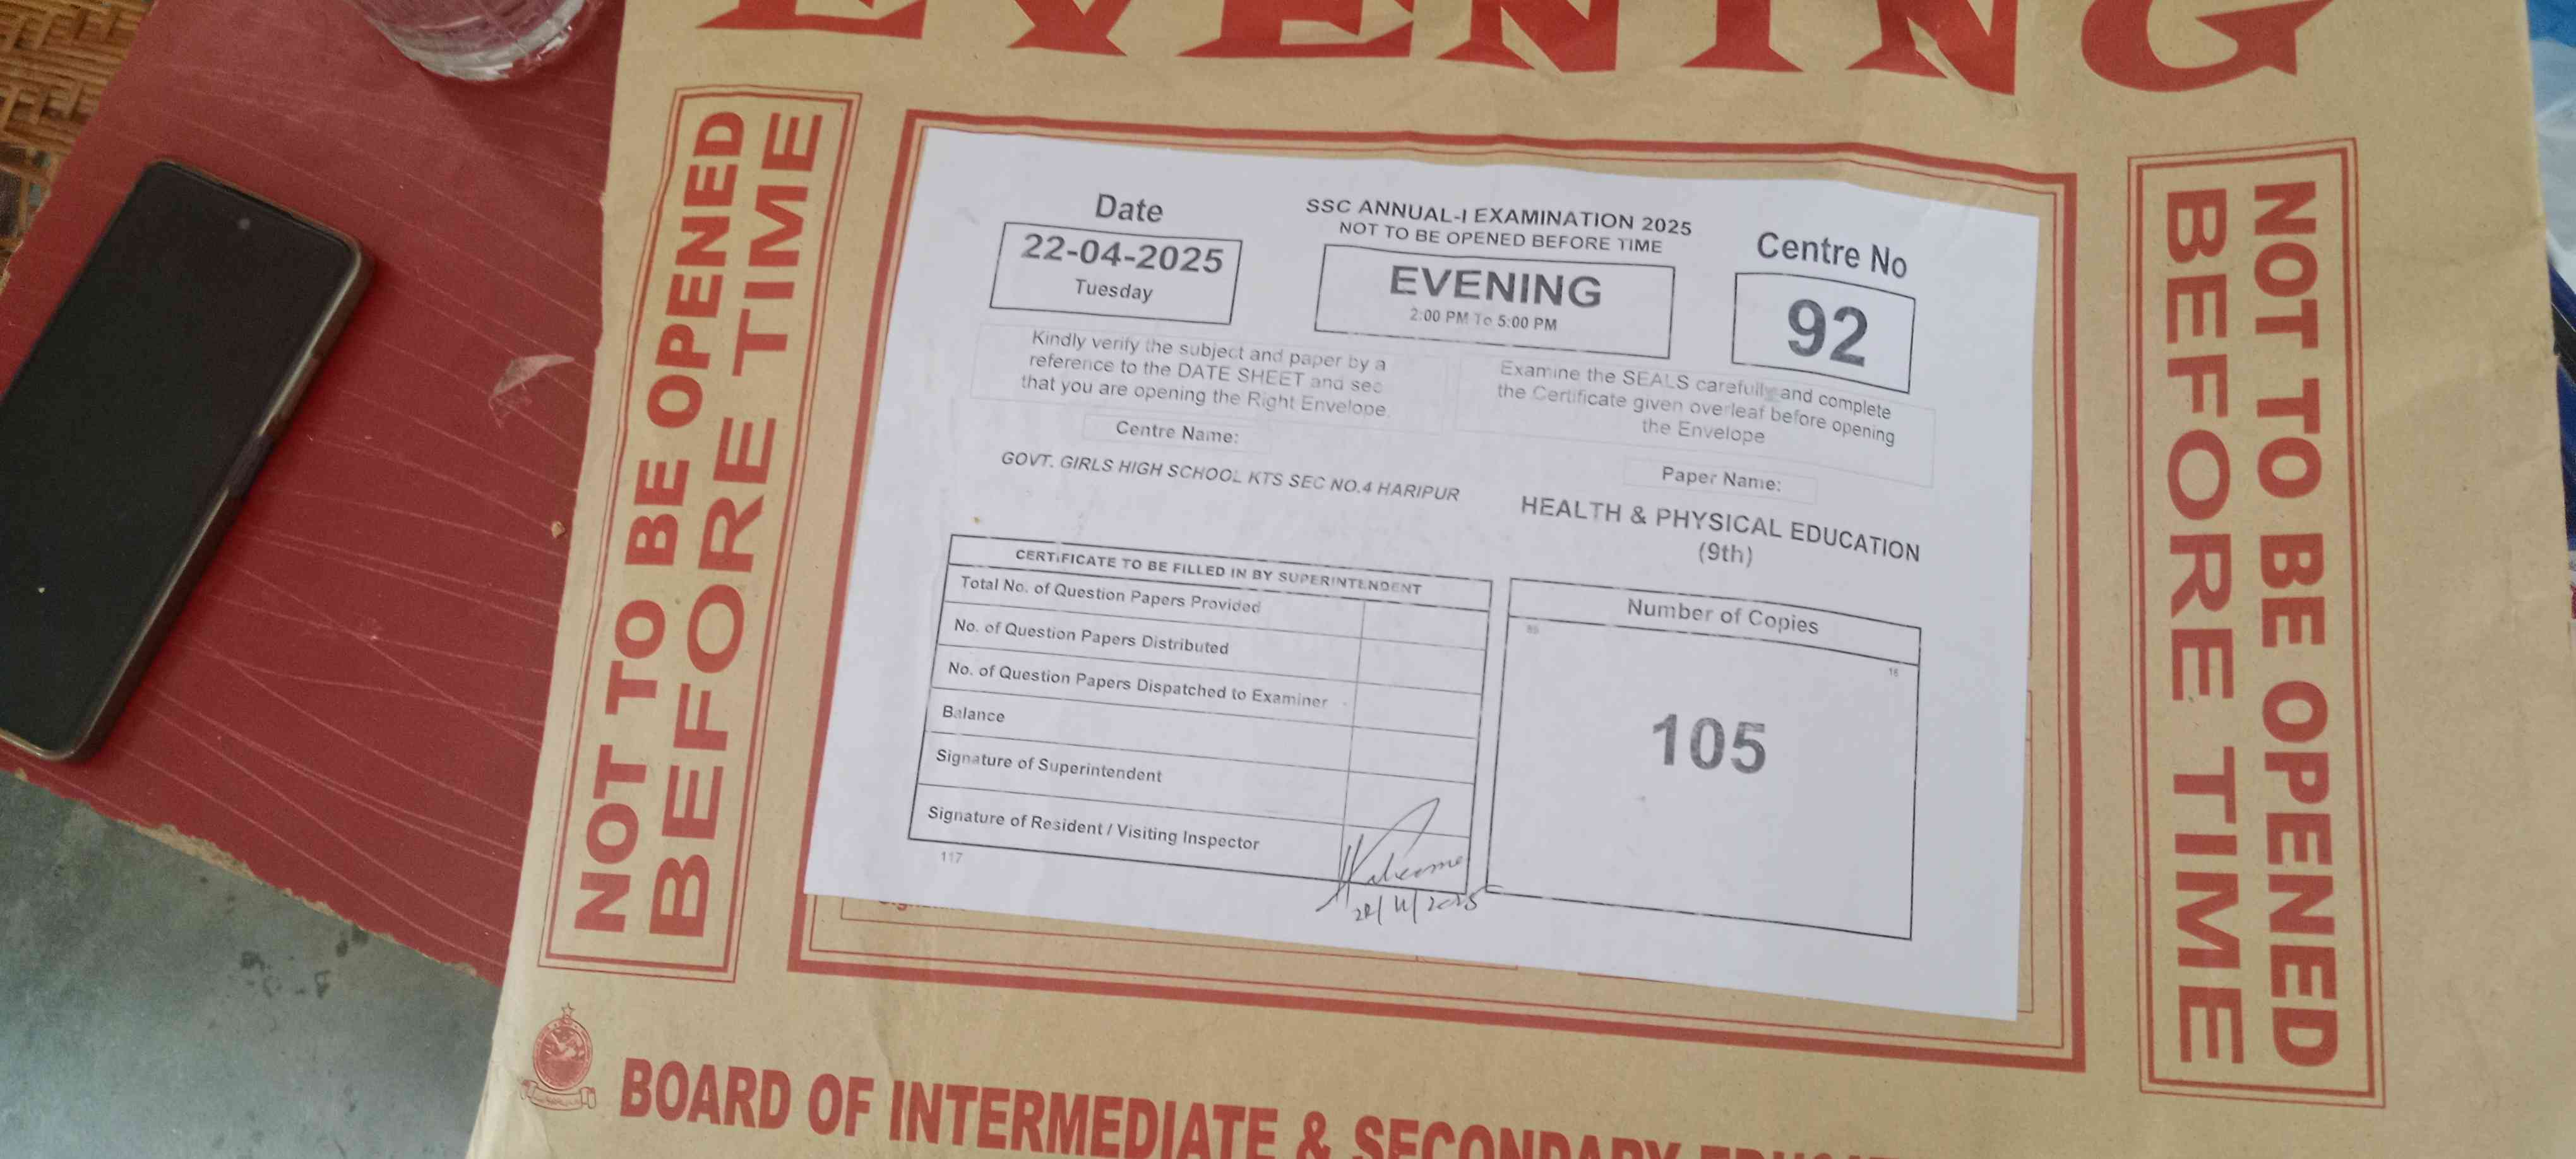 EVENING
NOT TO BE OPENED
BEFORE TIME
Date
22-04-2025
Tuesday
SSC ANNUAL-I EXAMINATION 2025
NOT TO BE OPENED BEFORE TIME
EVENING
2:00 PM To 5:00 PM
Centre No
92
Kindly verify the subject and paper by a
reference to the DATE SHEET and see
that you are opening the Right Envelope.
Examine the SEALS carefully and complete
the Certificate given overleaf before opening
the Envelope
Centre Name:
GOVT. GIRLS HIGH SCHOOL KTS SEC NO.4 HARIPUR
Paper Name:
HEALTH & PHYSICAL EDUCATION
(9th)
CERTIFICATE TO BE FILLED IN BY SUPERINTENDENT
Total No. of Question Papers Provided
No. of Question Papers Distributed
No. of Question Papers Dispatched to Examiner
Balance
Signature of Superintendent
Signature of Resident / Visiting Inspector
117
Number of Copies
16
105
NOT TO BE OPENED
BEFORE TIME
BOARD OF INTERMEDIATE & SECONDARY